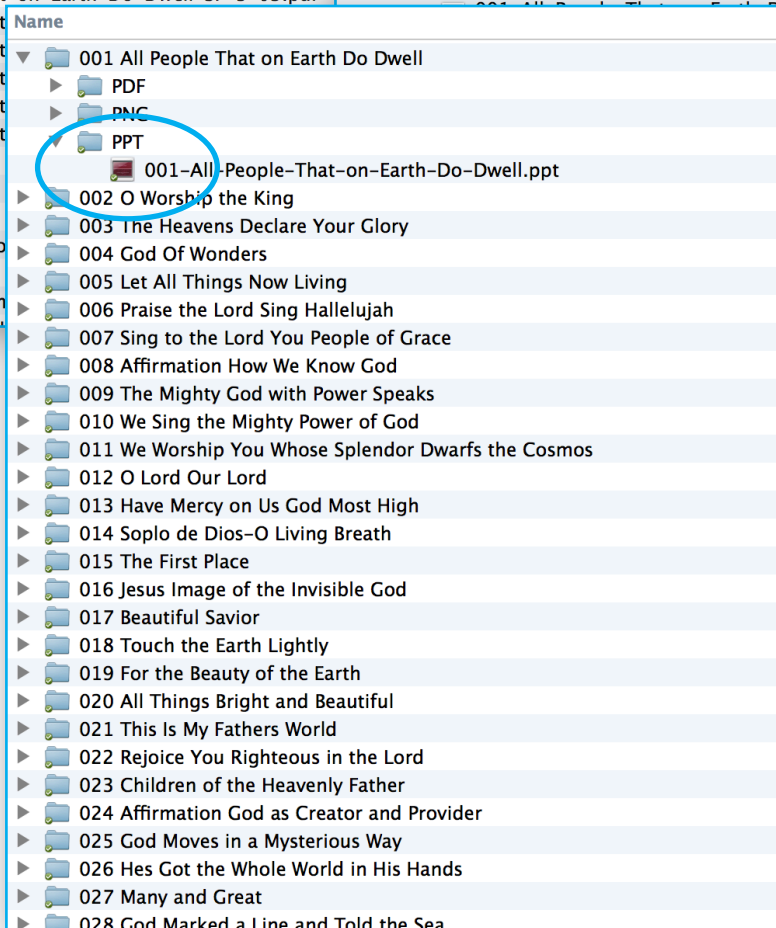 Name
001 All People That on Earth Do Dwell
PDF
PNG
PPT
001-All-People-That-on-Earth-Do-Dwell.ppt
002 O Worship the King
003 The Heavens Declare Your Glory
004 God Of Wonders
005 Let All Things Now Living
006 Praise the Lord Sing Hallelujah
007 Sing to the Lord You People of Grace
008 Affirmation How We Know God
009 The Mighty God with Power Speaks
010 We Sing the Mighty Power of God
011 We Worship You Whose Splendor Dwarfs the Cosmos
012 O Lord Our Lord
013 Have Mercy on Us God Most High
014 Soplo de Dios-O Living Breath
015 The First Place
016 Jesus Image of the Invisible God
017 Beautiful Savior
018 Touch the Earth Lightly
019 For the Beauty of the Earth
020 All Things Bright and Beautiful
021 This Is My Fathers World
022 Rejoice You Righteous in the Lord
023 Children of the Heavenly Father
024 Affirmation God as Creator and Provider
025 God Moves in a Mysterious Way
026 Hes Got the Whole World in His Hands
027 Many and Great
028 God Marked a Line and Told the Sea